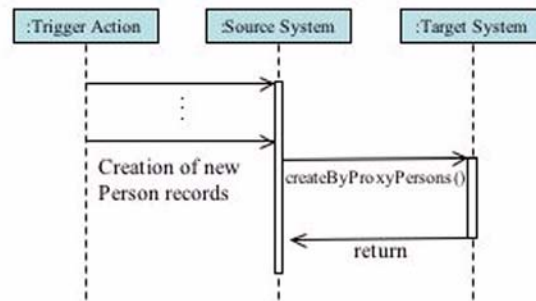 :Trigger Action
:Source System
:Target System
Creation of new
Person records
createByProxyPersons()
return